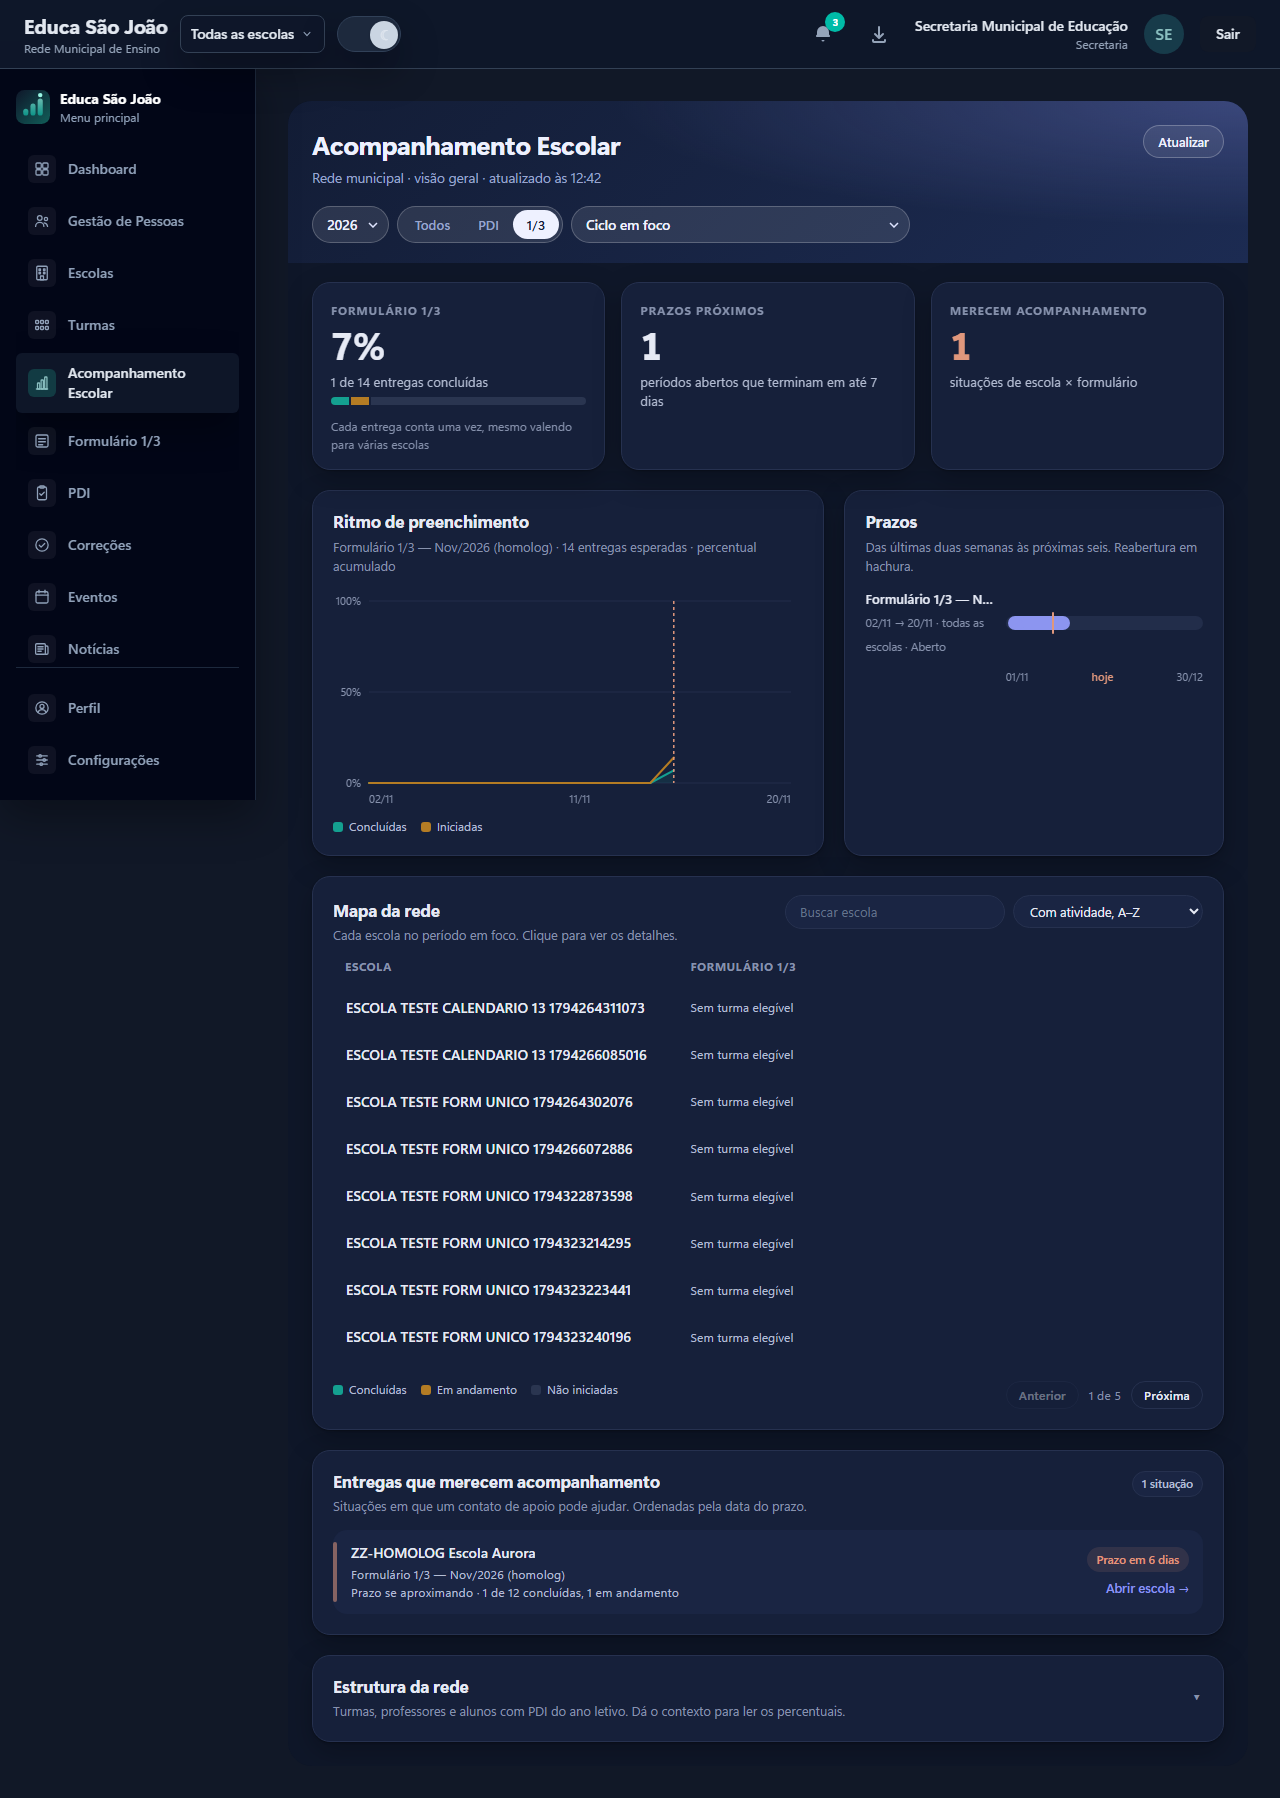 Educa São João
Rede Municipal de Ensino
Todas as escolas
3
Secretaria Municipal de Educação
Secretaria
SE
Sair
Educa São João
Menu principal
Dashboard
Gestão de Pessoas
Escolas
Turmas
Acompanhamento
Escolar
Formulário 1/3
PDI
Correções
Eventos
Notícias
Perfil
Configurações
Acompanhamento Escolar
Rede municipal · visão geral · atualizado às 12:42
Atualizar
2026
Todos
PDI
1/3
Ciclo em foco
FORMULÁRIO 1/3
7%
1 de 14 entregas concluídas
Cada entrega conta uma vez, mesmo valendo
para várias escolas
PRAZOS PRÓXIMOS
1
períodos abertos que terminam em até 7
dias
MERECEM ACOMPANHAMENTO
1
situações de escola × formulário
Ritmo de preenchimento
Formulário 1/3 — Nov/2026 (homolog) · 14 entregas esperadas · percentual
acumulado
100%
50%
0%
02/11
11/11
20/11
Concluídas
Iniciadas
Prazos
Das últimas duas semanas às próximas seis. Reabertura em
hachura.
Formulário 1/3 — N...
02/11 → 20/11 · todas as
escolas · Aberto
01/11
hoje
30/12
Mapa da rede
Cada escola no período em foco. Clique para ver os detalhes.
Buscar escola
Com atividade, A–Z
ESCOLA
FORMULÁRIO 1/3
ESCOLA TESTE CALENDARIO 13 1794264311073
Sem turma elegível
ESCOLA TESTE CALENDARIO 13 1794266085016
Sem turma elegível
ESCOLA TESTE FORM UNICO 1794264302076
Sem turma elegível
ESCOLA TESTE FORM UNICO 1794266072886
Sem turma elegível
ESCOLA TESTE FORM UNICO 1794322873598
Sem turma elegível
ESCOLA TESTE FORM UNICO 1794323214295
Sem turma elegível
ESCOLA TESTE FORM UNICO 1794323223441
Sem turma elegível
ESCOLA TESTE FORM UNICO 1794323240196
Sem turma elegível
Concluídas
Em andamento
Não iniciadas
Anterior
1 de 5
Próxima
Entregas que merecem acompanhamento
Situações em que um contato de apoio pode ajudar. Ordenadas pela data do prazo.
1 situação
ZZ-HOMOLOG Escola Aurora
Formulário 1/3 — Nov/2026 (homolog)
Prazo se aproximando · 1 de 12 concluídas, 1 em andamento
Prazo em 6 dias
Abrir escola →
Estrutura da rede
Turmas, professores e alunos com PDI do ano letivo. Dá o contexto para ler os percentuais.